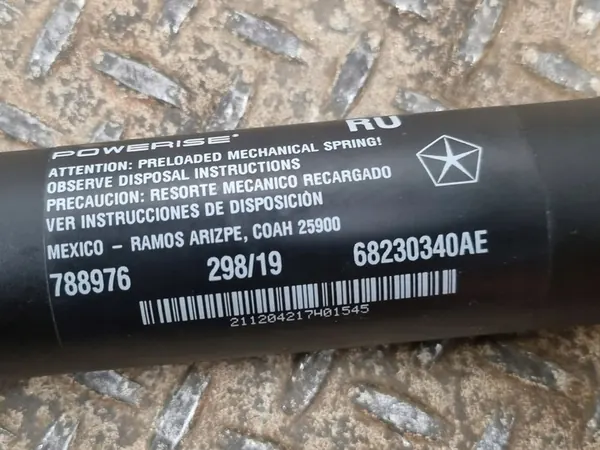 POWERISE® RU
ATTENTION: PRELOADED MECHANICAL SPRING!
OBSERVE DISPOSAL INSTRUCTIONS
PRECAUCION: RESORTE MECANICO RECARGADO
VER INSTRUCCIONES DE DISPOSICIÓN
MEXICO – RAMOS ARIZPE, COAH 25900
788976 298/19 68230340AE
211204217H01545